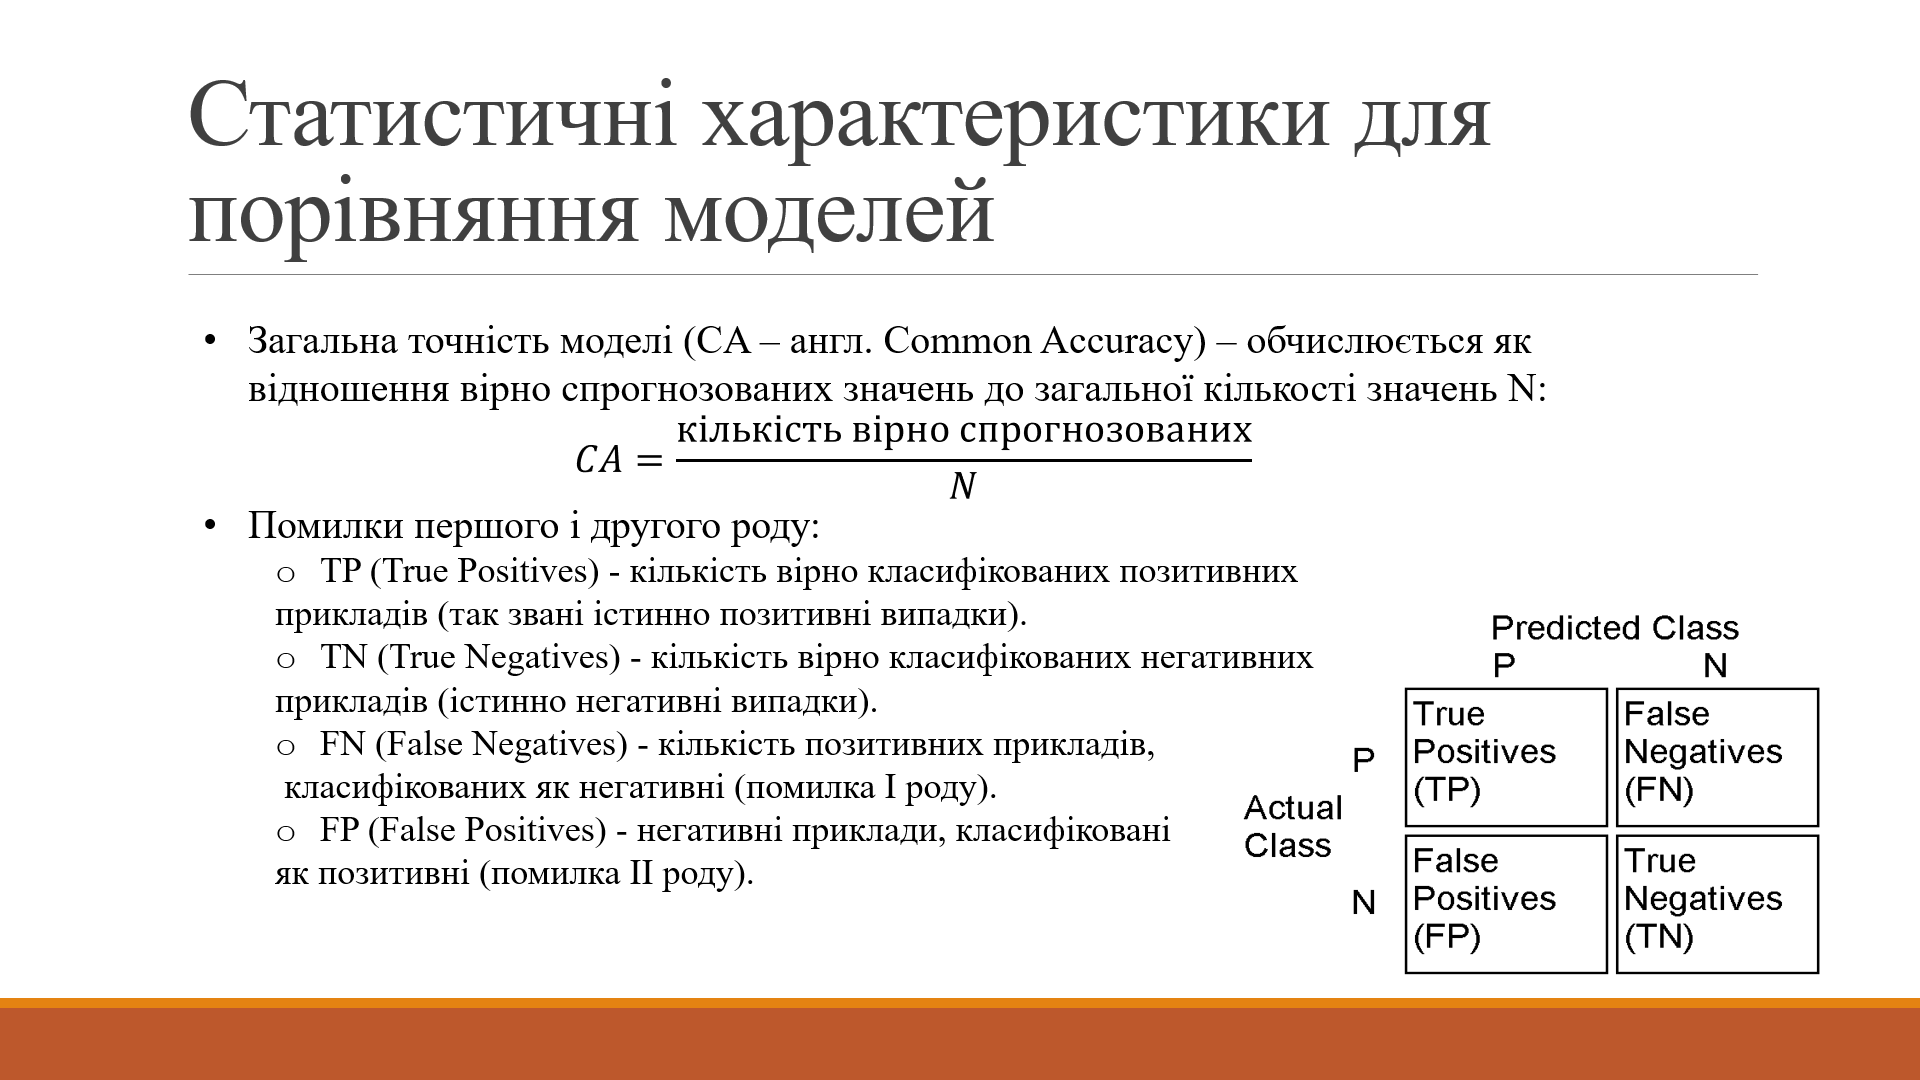 Статистичні характеристики для
порівняння моделей
• Загальна точність моделі (CA – англ. Common Accuracy) – обчислюється як
відношення вірно спрогнозованих значень до загальної кількості значень N:
CA = кількість вірно спрогнозованих / N
• Помилки першого і другого роду:
o TP (True Positives) - кількість вірно класифікованих позитивних
прикладів (так звані істинно позитивні випадки).
o TN (True Negatives) - кількість вірно класифікованих негативних
прикладів (істинно негативні випадки).
o FN (False Negatives) - кількість позитивних прикладів,
класифікованих як негативні (помилка I роду).
o FP (False Positives) - негативні приклади, класифіковані
як позитивні (помилка II роду).
Predicted Class
P N
True
Positives
(TP)
False
Negatives
(FN)
P
Actual
Class
N
False
Positives
(FP)
True
Negatives
(TN)